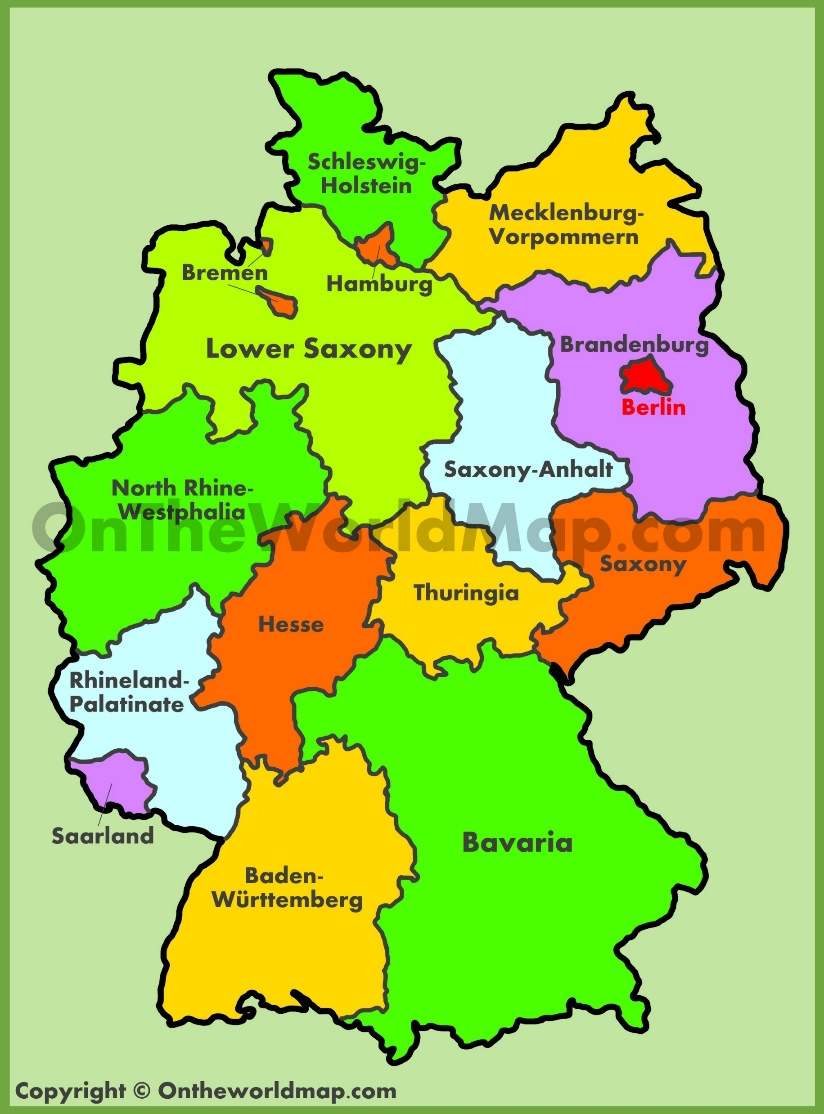 Schleswig-
Holstein
Mecklenburg-
Vorpommern
Bremen
Hamburg
Lower Saxony
Brandenburg
Berlin
Saxony-Anhalt
North Rhine-
Westphalia
OnTheWorldMap.com
Saxony
Thuringia
Hesse
Rhineland-
Palatinate
Saarland
Bavaria
Baden-
Württemberg
Copyright © Ontheworldmap.com